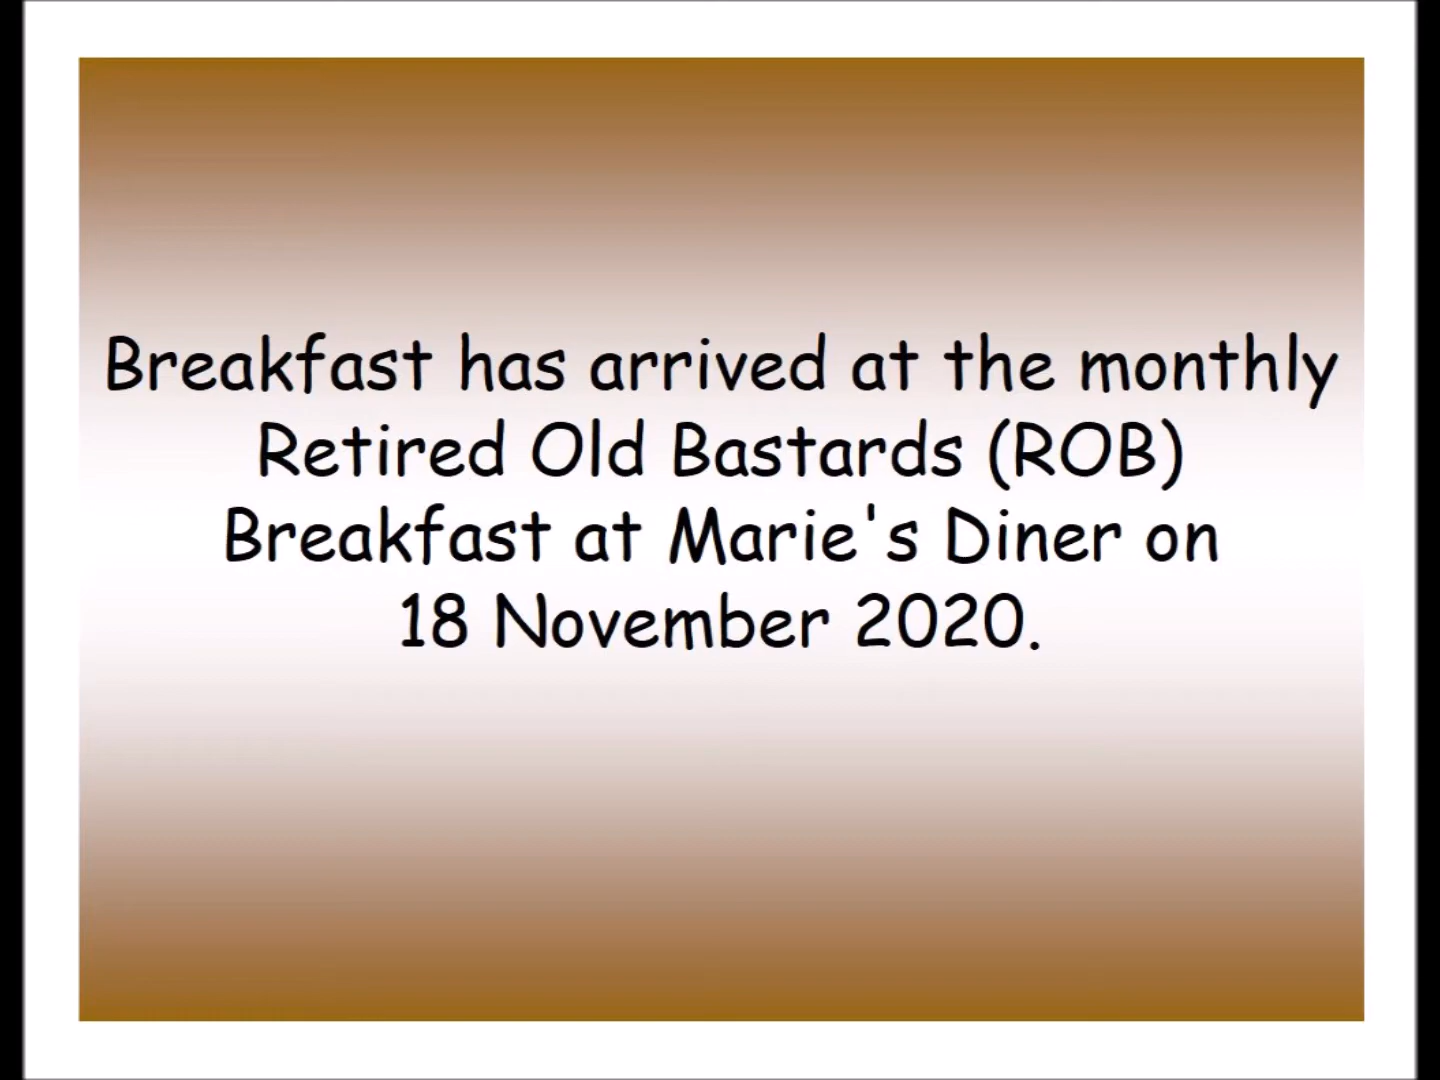 Breakfast has arrived at the monthly
Retired Old Bastards (ROB)
Breakfast at Marie's Diner on
18 November 2020.